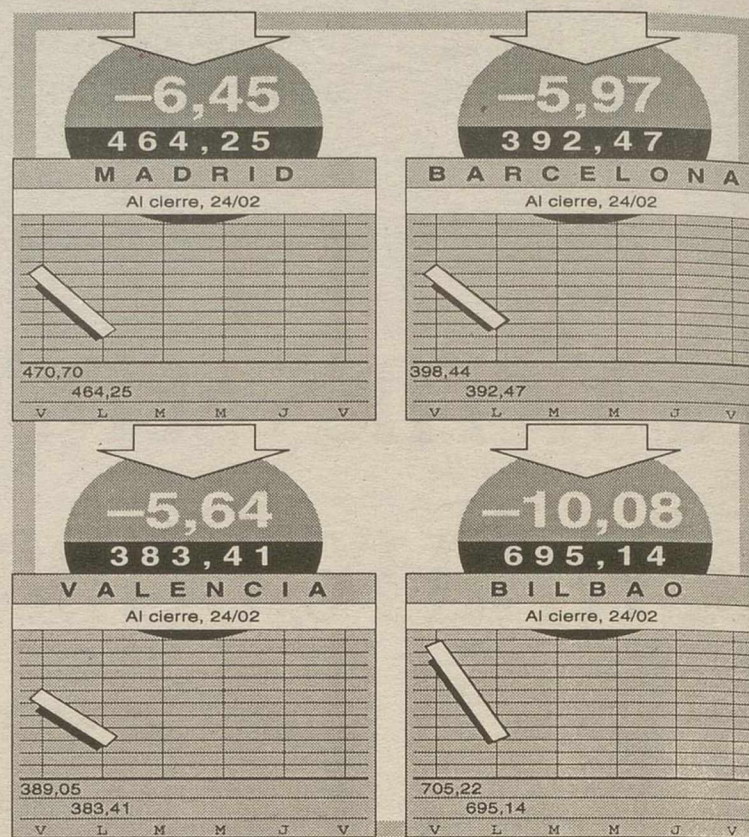 –6,45
464,25
MADRID
Al cierre, 24/02
470,70
464,25
V L M M J V
–5,97
392,47
BARCELONA
Al cierre, 24/02
398,44
392,47
V L M M J V
–5,64
383,41
VALENCIA
Al cierre, 24/02
389,05
383,41
V L M M J V
–10,08
695,14
BILBAO
Al cierre, 24/02
705,22
695,14
V L M M J V